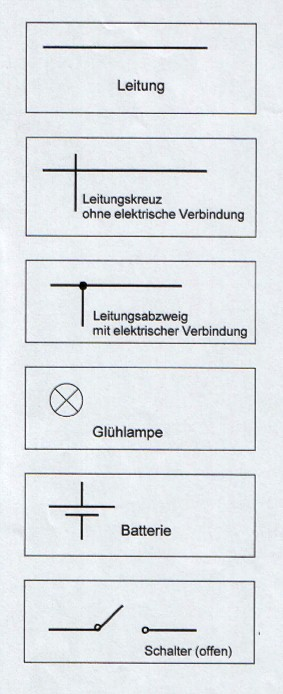 Leitung
Leitungskreuz
ohne elektrische Verbindung
Leitungsabzweig
mit elektrischer Verbindung
Glühlampe
Batterie
Schalter (offen)